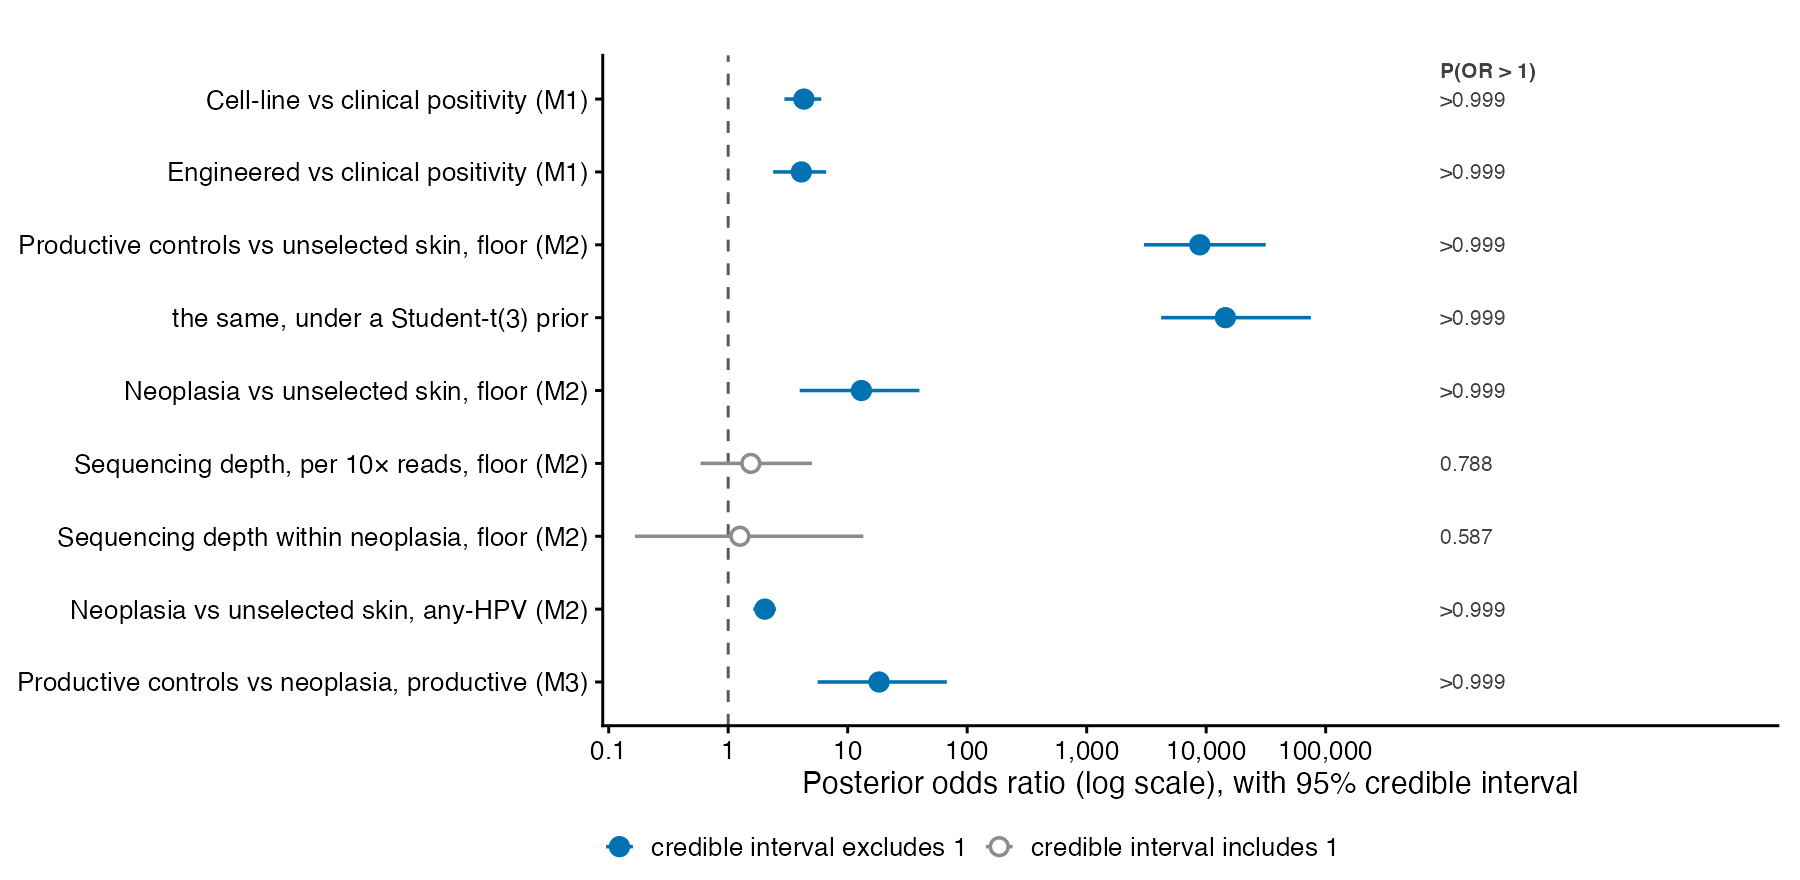 P(OR > 1)
Cell-line vs clinical positivity (M1) >0.999
Engineered vs clinical positivity (M1) >0.999
Productive controls vs unselected skin, floor (M2) >0.999
the same, under a Student-t(3) prior >0.999
Neoplasia vs unselected skin, floor (M2) >0.999
Sequencing depth, per 10× reads, floor (M2) 0.788
Sequencing depth within neoplasia, floor (M2) 0.587
Neoplasia vs unselected skin, any-HPV (M2) >0.999
Productive controls vs neoplasia, productive (M3) >0.999
0.1 1 10 100 1,000 10,000 100,000
Posterior odds ratio (log scale), with 95% credible interval
credible interval excludes 1 credible interval includes 1